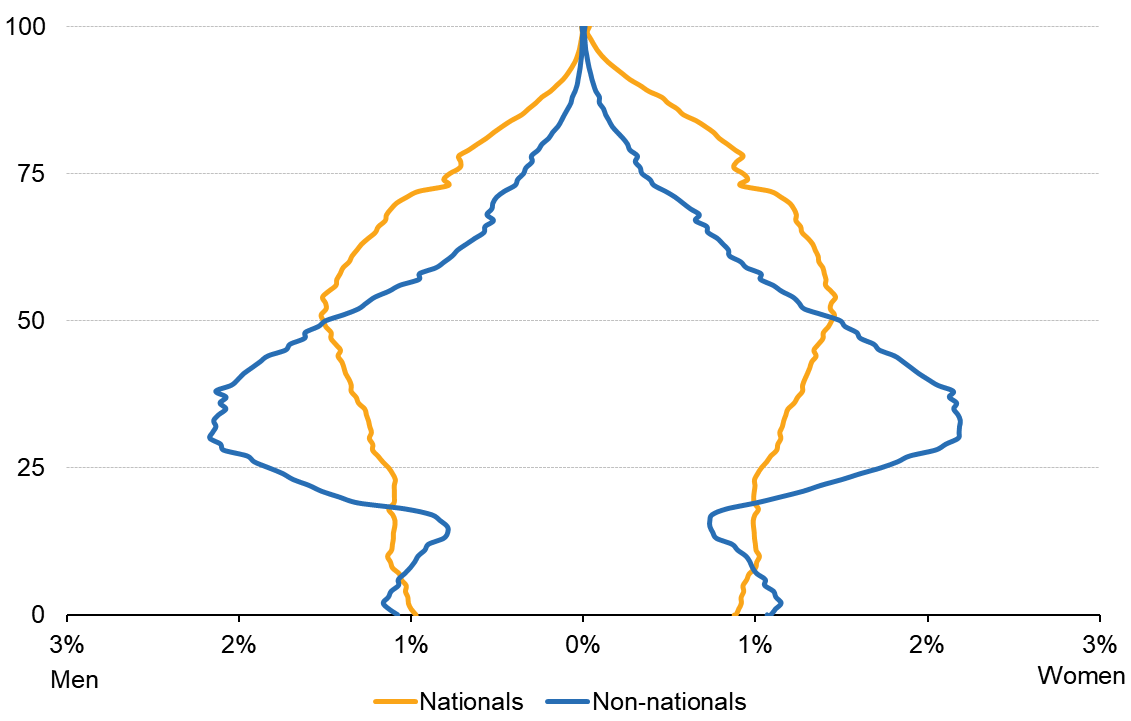 100
75
50
25
0
3% 2% 1% 0% 1% 2% 3%
Men Women
Nationals Non-nationals